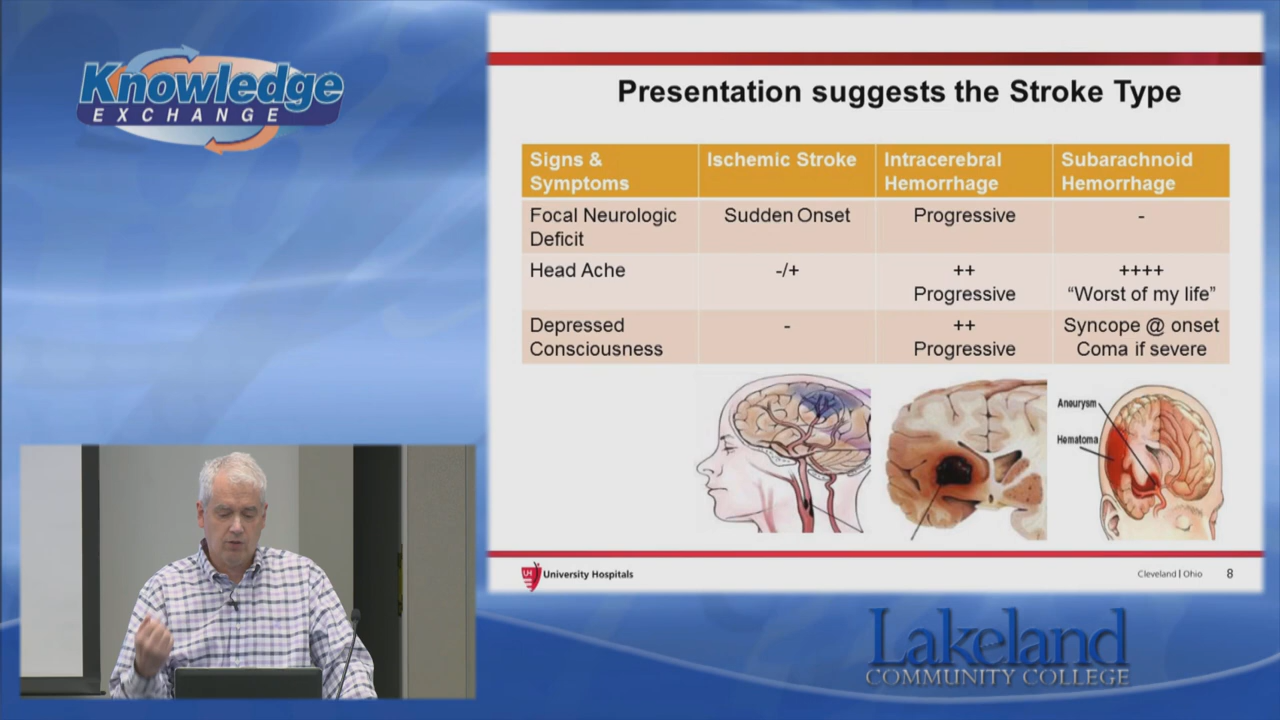 Knowledge
EXCHANGE
Presentation suggests the Stroke Type
Signs &
Symptoms
Ischemic Stroke
Intracerebral
Hemorrhage
Subarachnoid
Hemorrhage
Focal Neurologic
Deficit
Sudden Onset
Progressive
-
Head Ache
-/+
++
Progressive
++++
“Worst of my life”
Depressed
Consciousness
-
++
Progressive
Syncope @ onset
Coma if severe
Aneurysm
Hematoma
UH
University Hospitals
Cleveland | Ohio
8
Lakeland
COMMUNITY COLLEGE